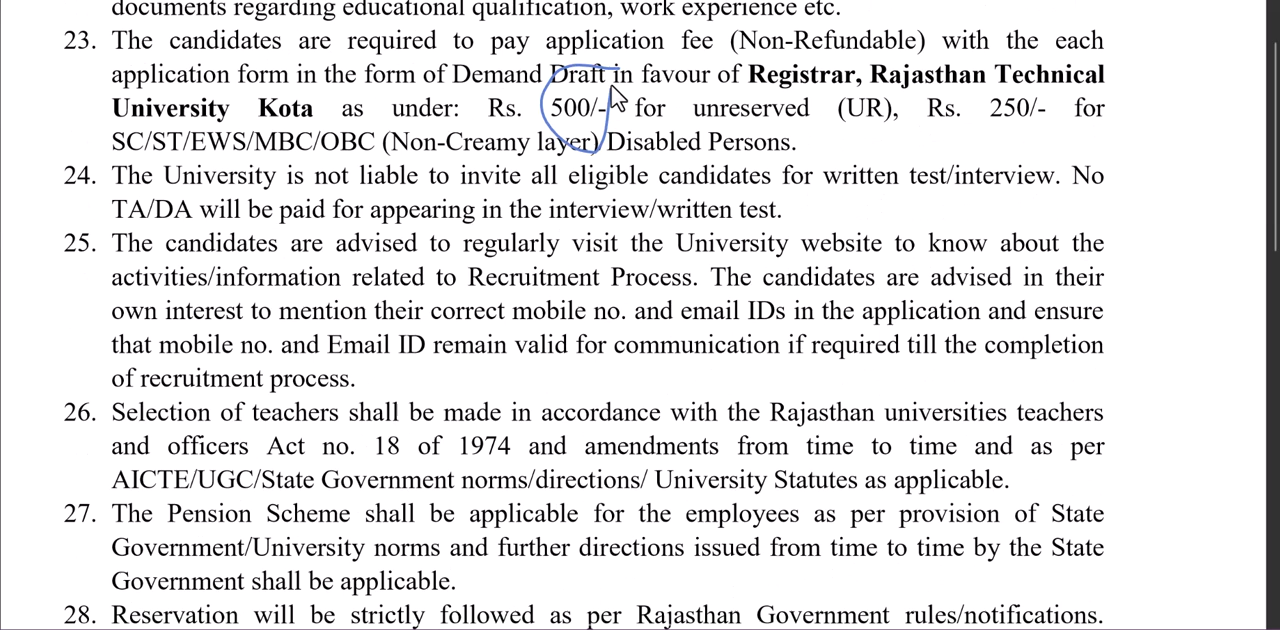 documents regarding educational qualification, work experience etc.
23. The candidates are required to pay application fee (Non-Refundable) with the each
application form in the form of Demand Draft in favour of Registrar, Rajasthan Technical
University Kota as under: Rs. 500/- for unreserved (UR), Rs. 250/- for
SC/ST/EWS/MBC/OBC (Non-Creamy layer) Disabled Persons.
24. The University is not liable to invite all eligible candidates for written test/interview. No
TA/DA will be paid for appearing in the interview/written test.
25. The candidates are advised to regularly visit the University website to know about the
activities/information related to Recruitment Process. The candidates are advised in their
own interest to mention their correct mobile no. and email IDs in the application and ensure
that mobile no. and Email ID remain valid for communication if required till the completion
of recruitment process.
26. Selection of teachers shall be made in accordance with the Rajasthan universities teachers
and officers Act no. 18 of 1974 and amendments from time to time and as per
AICTE/UGC/State Government norms/directions/ University Statutes as applicable.
27. The Pension Scheme shall be applicable for the employees as per provision of State
Government/University norms and further directions issued from time to time by the State
Government shall be applicable.
28. Reservation will be strictly followed as per Rajasthan Government rules/notifications.